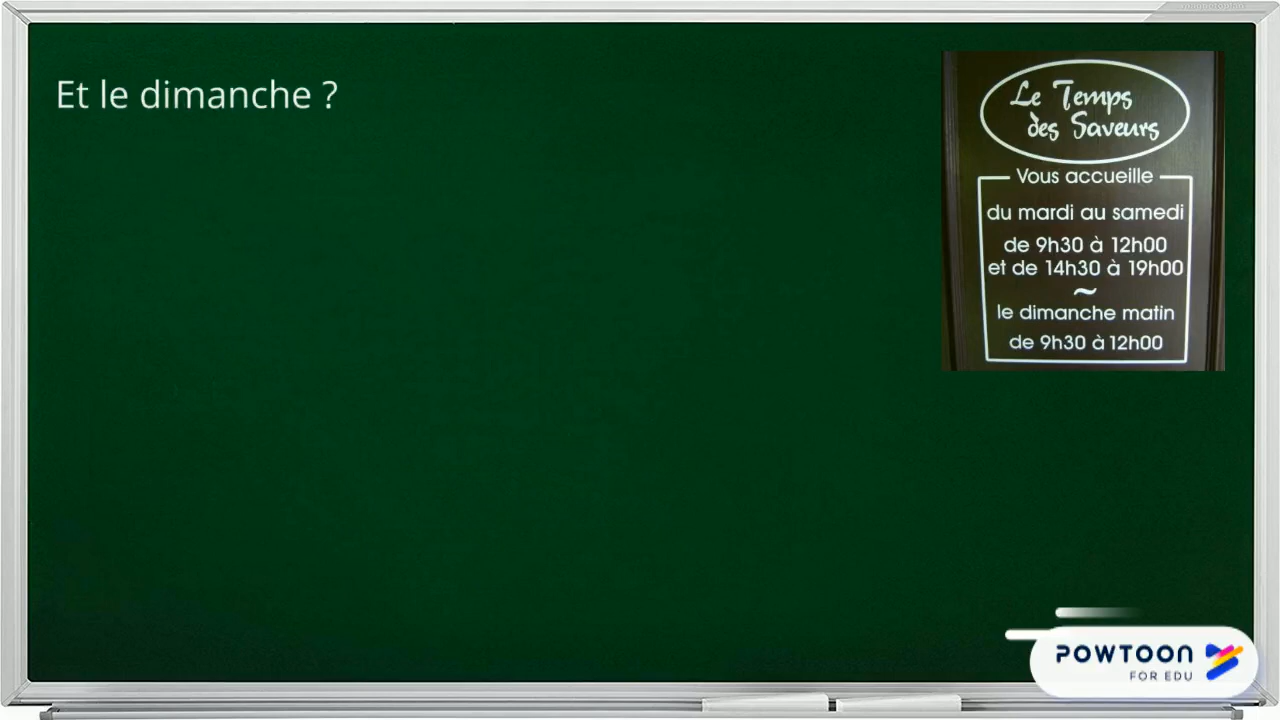 Et le dimanche ?
Le Temps
des Saveurs
Vous accueille
du mardi au samedi
de 9h30 à 12h00
et de 14h30 à 19h00
~
le dimanche matin
de 9h30 à 12h00
POWTOON
FOR EDU